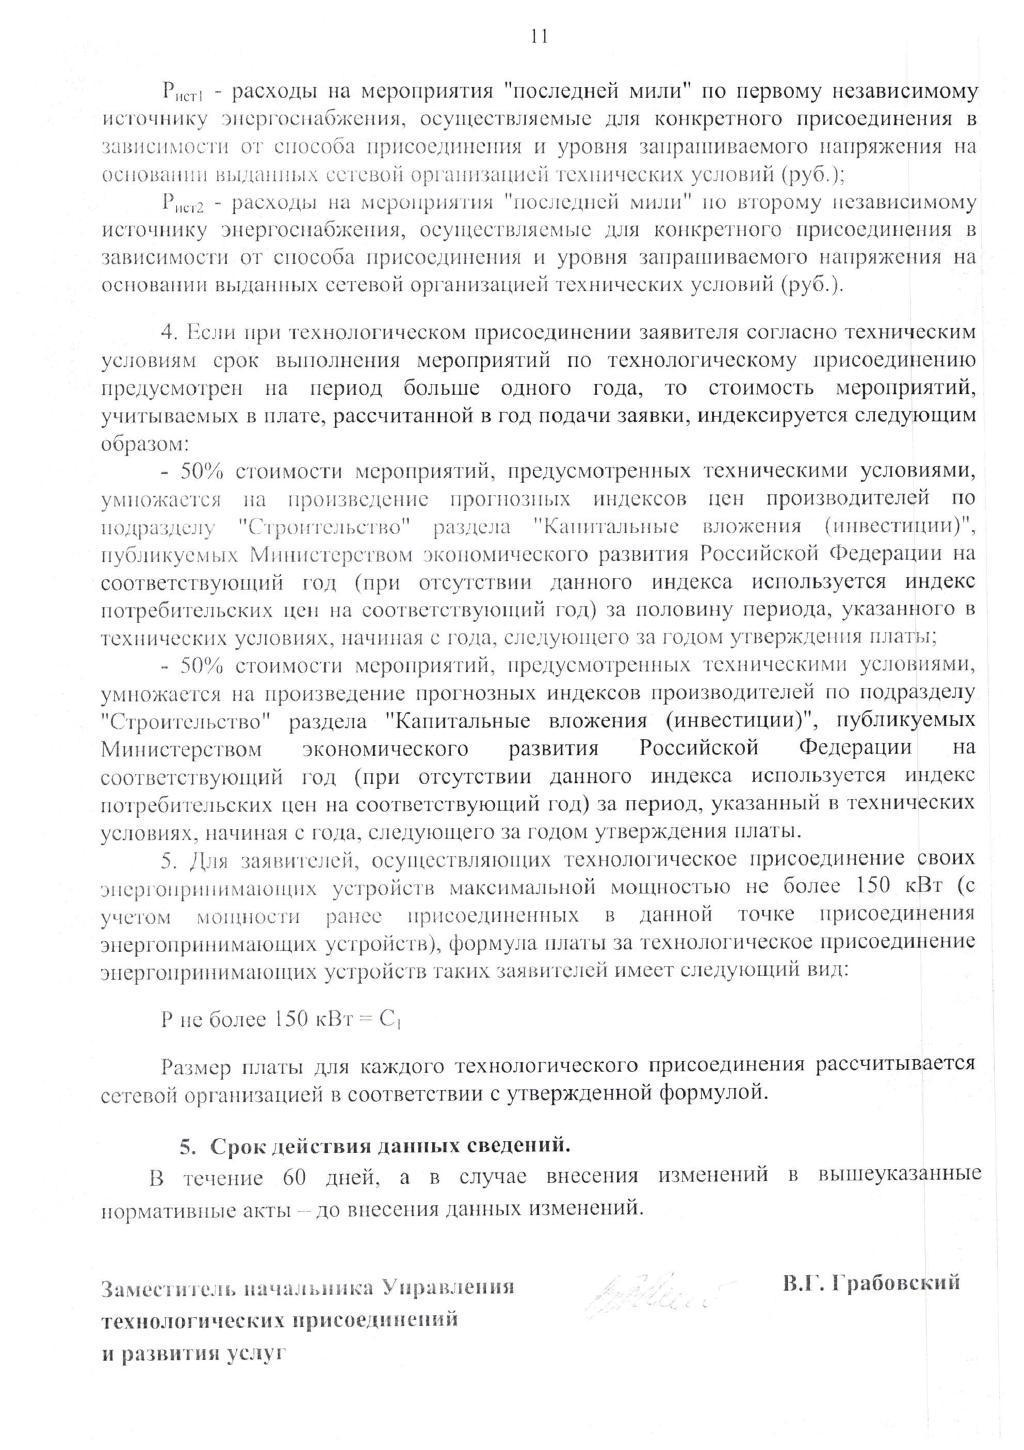 11
Рист1 - расходы на мероприятия "последней мили" по первому независимому
источнику энергоснабжения, осуществляемые для конкретного присоединения в
зависимости от способа присоединения и уровня запрашиваемого напряжения на
основании выданных сетевой организацией технических условий (руб.);
Рист2 - расходы на мероприятия "последней мили" по второму независимому
источнику энергоснабжения, осуществляемые для конкретного присоединения в
зависимости от способа присоединения и уровня запрашиваемого напряжения на
основании выданных сетевой организацией технических условий (руб.).
4. Если при технологическом присоединении заявителя согласно техническим
условиям срок выполнения мероприятий по технологическому присоединению
предусмотрен на период больше одного года, то стоимость мероприятий,
учитываемых в плате, рассчитанной в год подачи заявки, индексируется следующим
образом:
- 50% стоимости мероприятий, предусмотренных техническими условиями,
умножается на произведение прогнозных индексов цен производителей по
подразделу "Строительство" раздела "Капитальные вложения (инвестиции)",
публикуемых Министерством экономического развития Российской Федерации на
соответствующий год (при отсутствии данного индекса используется индекс
потребительских цен на соответствующий год) за половину периода, указанного в
технических условиях, начиная с года, следующего за годом утверждения платы;
- 50% стоимости мероприятий, предусмотренных техническими условиями,
умножается на произведение прогнозных индексов производителей по подразделу
"Строительство" раздела "Капитальные вложения (инвестиции)", публикуемых
Министерством экономического развития Российской Федерации на
соответствующий год (при отсутствии данного индекса используется индекс
потребительских цен на соответствующий год) за период, указанный в технических
условиях, начиная с года, следующего за годом утверждения платы.
5. Для заявителей, осуществляющих технологическое присоединение своих
энергопринимающих устройств максимальной мощностью не более 150 кВт (с
учетом мощности ранее присоединенных в данной точке присоединения
энергопринимающих устройств), формула платы за технологическое присоединение
энергопринимающих устройств таких заявителей имеет следующий вид:
Р не более 150 кВт = С1
Размер платы для каждого технологического присоединения рассчитывается
сетевой организацией в соответствии с утвержденной формулой.
5. Срок действия данных сведений.
В течение 60 дней, а в случае внесения изменений в вышеуказанные
нормативные акты – до внесения данных изменений.
Заместитель начальника Управления В.Г. Грабовский
технологических присоединений
и развития услуг